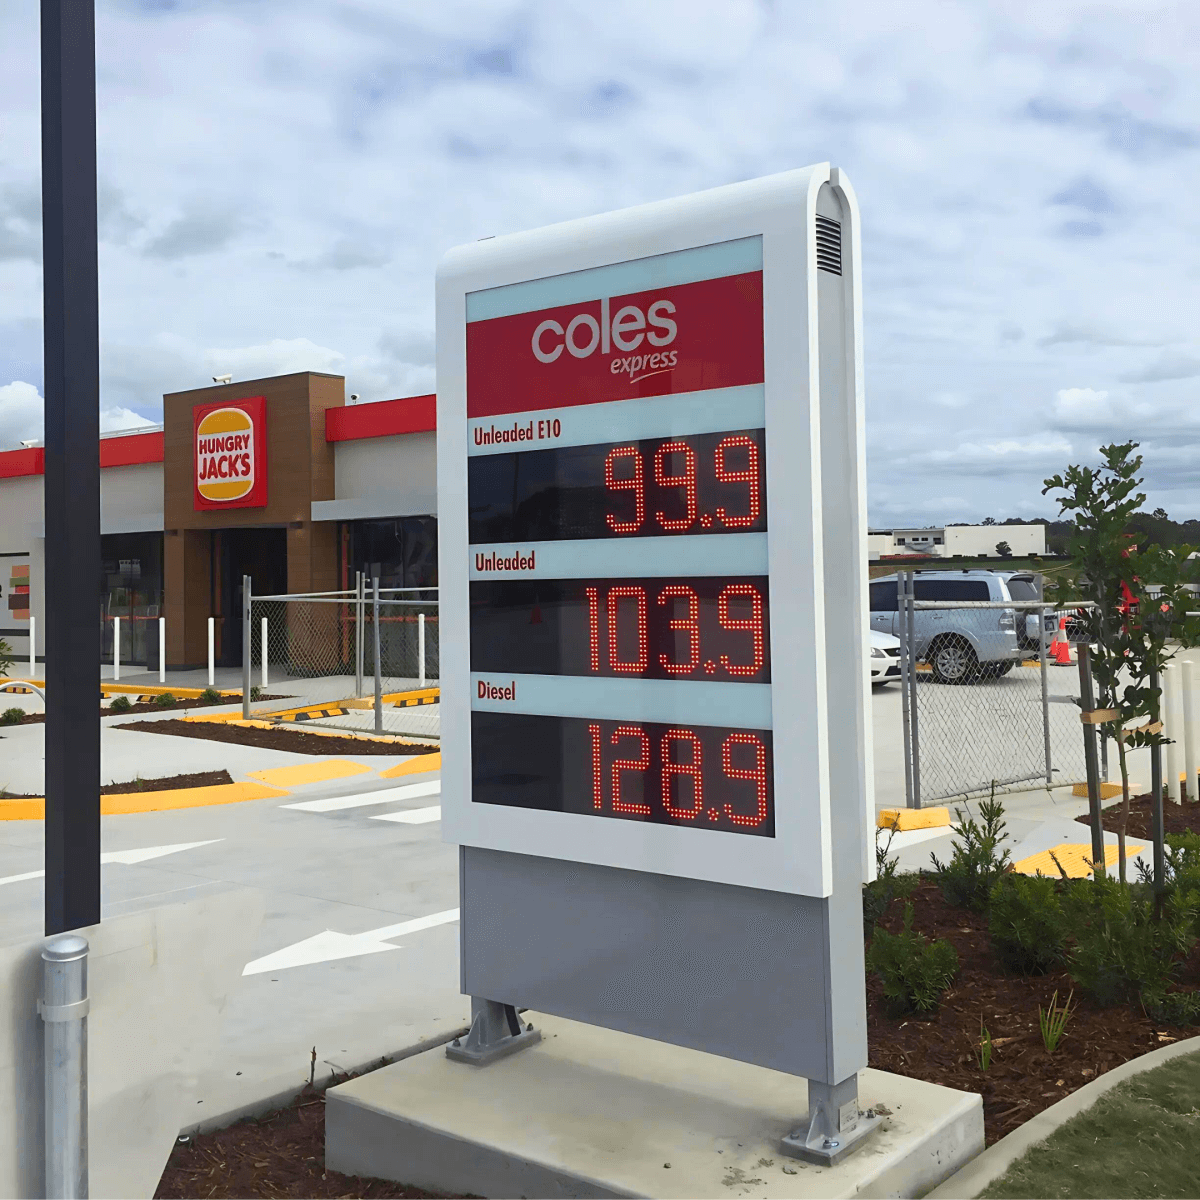 HUNGRY
JACK'S
coles
express
Unleaded E10
99.9
Unleaded
103.9
Diesel
128.9